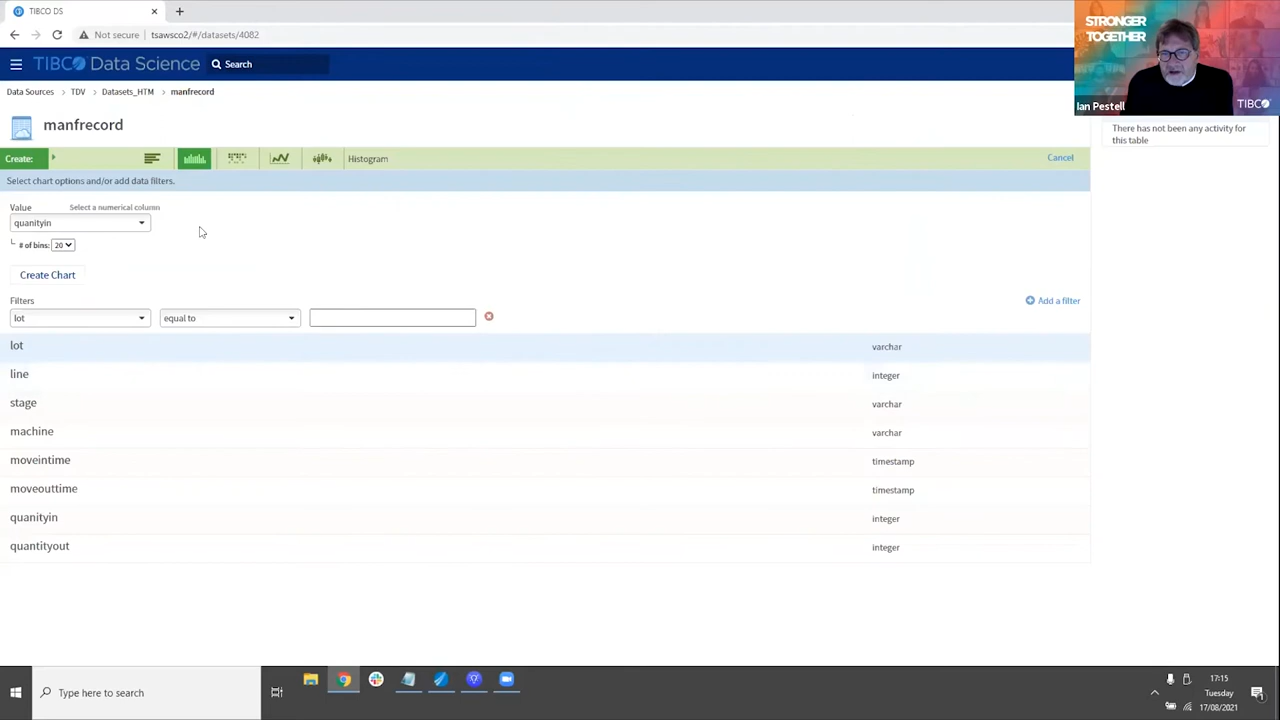 TIBCO DS
Not secure
tsawsco2/#/datasets/4082
TIBCO Data Science
Search
STRONGER
TOGETHER
Ian Pestell
TIBCO
Data Sources
TDV
Datasets_HTM
manfrecord
manfrecord
There has not been any activity for
this table
Create:
Histogram
Cancel
Select chart options and/or add data filters.
Value
Select a numerical column
quanityin
# of bins:
20
Create Chart
Filters
Add a filter
lot
equal to
lot
varchar
line
integer
stage
varchar
machine
varchar
moveintime
timestamp
moveouttime
timestamp
quanityin
integer
quantityout
integer
Type here to search
17:15
Tuesday
17/08/2021
1